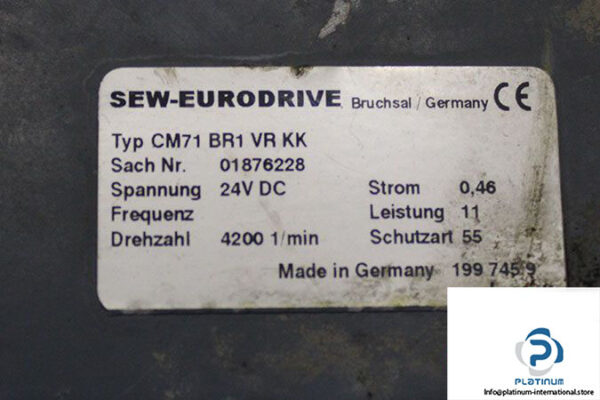 SEW-EURODRIVE Bruchsal / Germany CE
Typ CM71 BR1 VR KK
Sach Nr. 01876228
Spannung 24V DC Strom 0,46
Frequenz Leistung 11
Drehzahl 4200 1/min Schutzart 55
Made in Germany 199 745.9
PLATINUM
Info@platinum-international.store